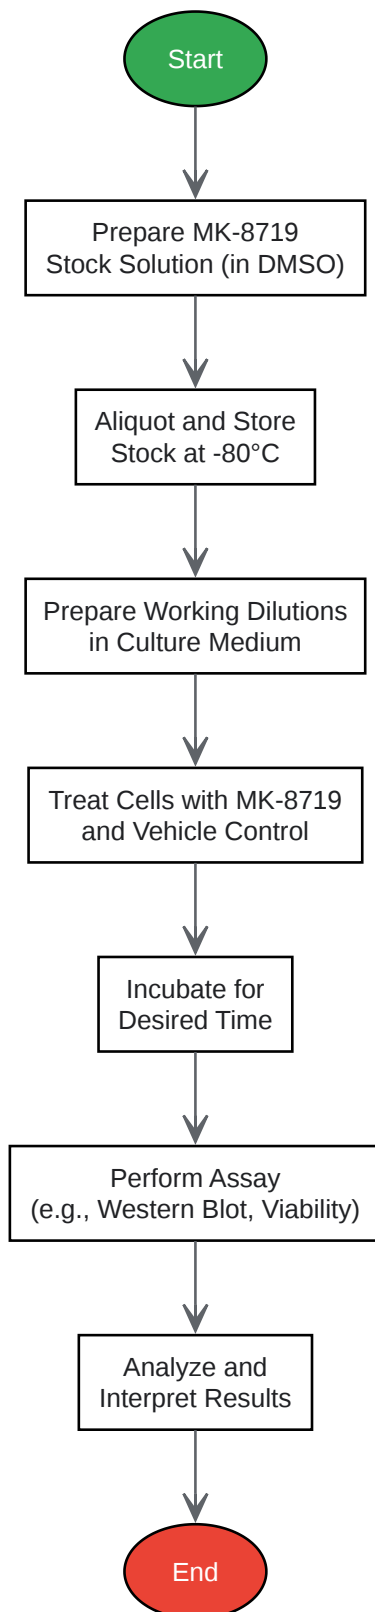 Start
Prepare MK-8719
Stock Solution (in DMSO)
Aliquot and Store
Stock at -80°C
Prepare Working Dilutions
in Culture Medium
Treat Cells with MK-8719
and Vehicle Control
Incubate for
Desired Time
Perform Assay
(e.g., Western Blot, Viability)
Analyze and
Interpret Results
End